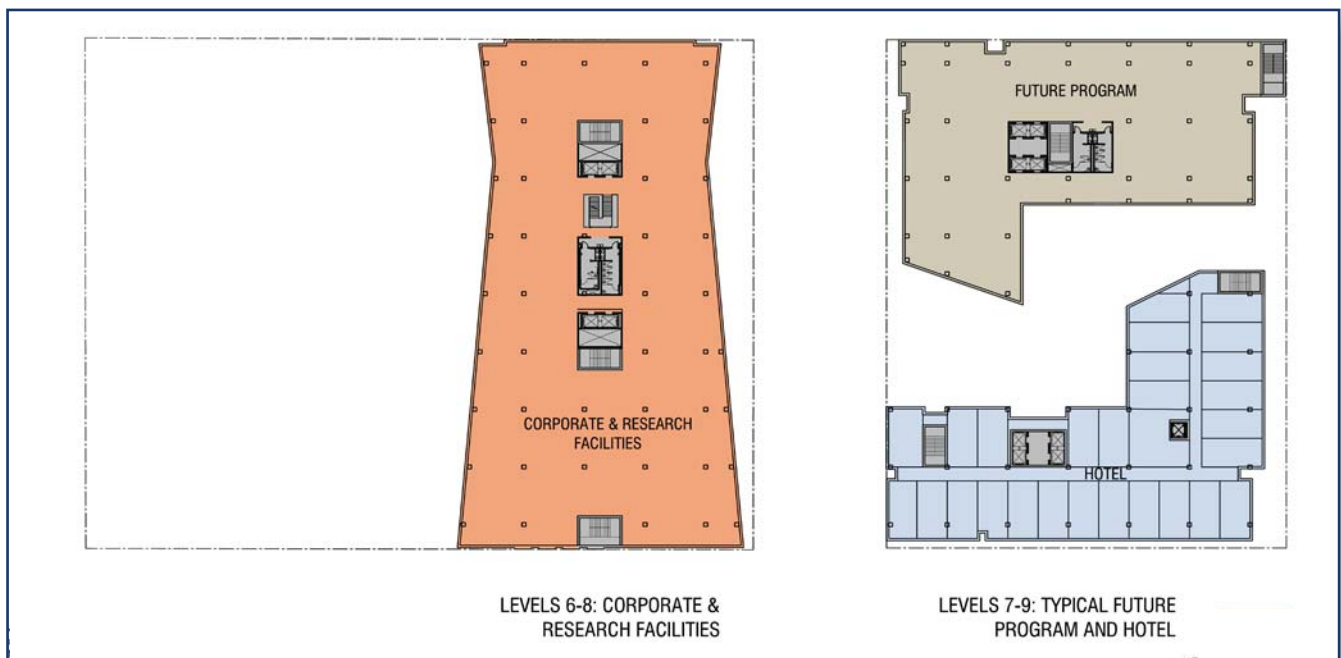 FUTURE PROGRAM
CORPORATE & RESEARCH
FACILITIES
HOTEL
LEVELS 6-8: CORPORATE &
RESEARCH FACILITIES
LEVELS 7-9: TYPICAL FUTURE
PROGRAM AND HOTEL